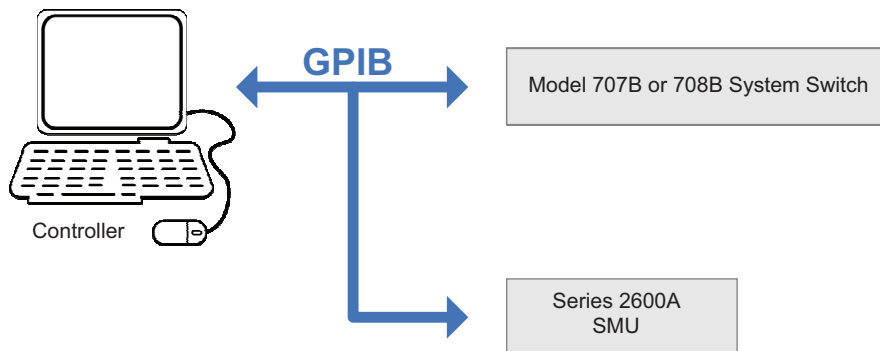 GPIB
Model 707B or 708B System Switch
Controller
Series 2600A
SMU